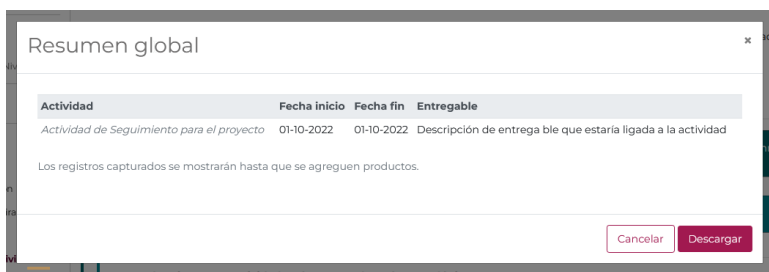 Resumen global
×
Actividad Fecha inicio Fecha fin Entregable
Actividad de Seguimiento para el proyecto 01-10-2022 01-10-2022 Descripción de entrega ble que estaría ligada a la actividad
Los registros capturados se mostrarán hasta que se agreguen productos.
Cancelar Descargar